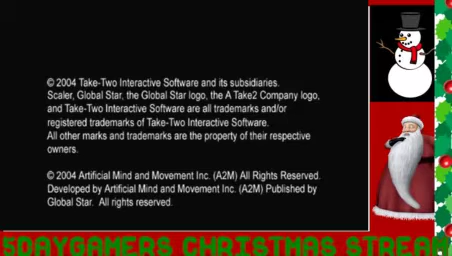 © 2004 Take-Two Interactive Software and its subsidiaries.
Scaler, Global Star, the Global Star logo, the A Take2 Company logo,
and Take-Two Interactive Software are all trademarks and/or
registered trademarks of Take-Two Interactive Software.
All other marks and trademarks are the property of their respective
owners.
© 2004 Artificial Mind and Movement Inc. (A2M) All Rights Reserved.
Developed by Artificial Mind and Movement Inc. (A2M) Published by
Global Star. All rights reserved.
5DAYGAMERS CHRISTMAS STREAM